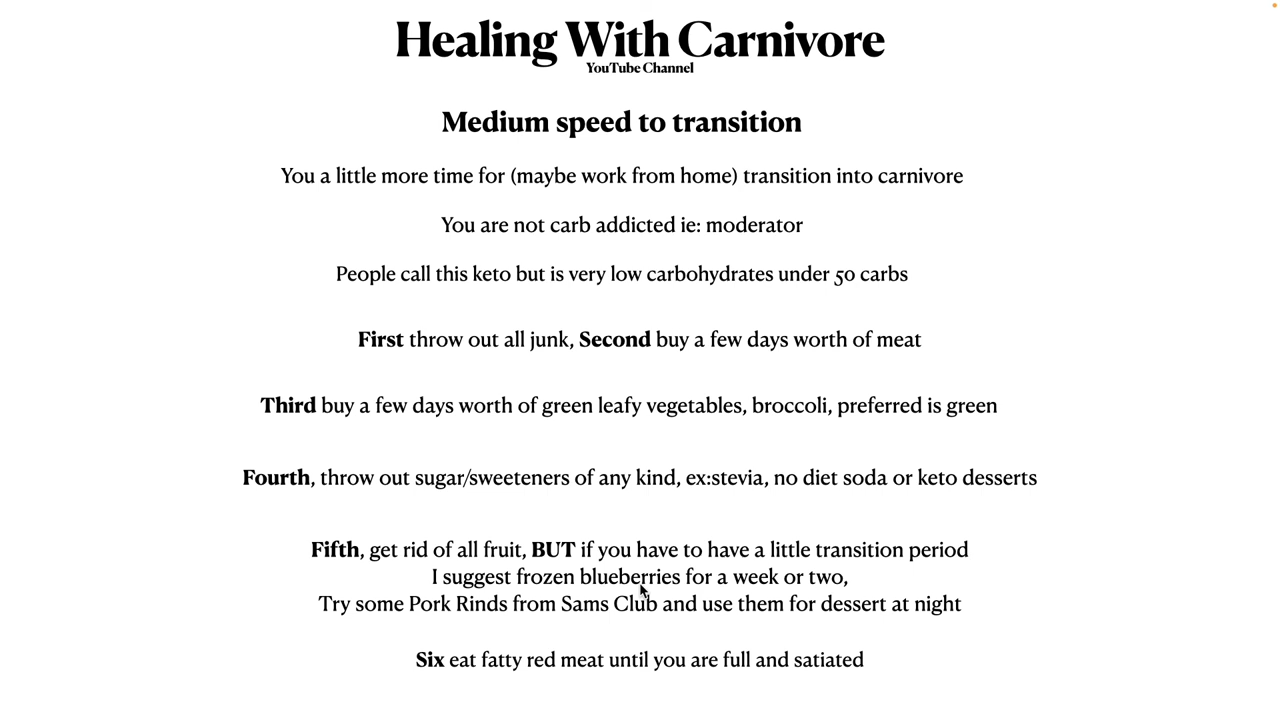 Healing With Carnivore
YouTube Channel
Medium speed to transition
You a little more time for (maybe work from home) transition into carnivore
You are not carb addicted ie: moderator
People call this keto but is very low carbohydrates under 50 carbs
First throw out all junk, Second buy a few days worth of meat
Third buy a few days worth of green leafy vegetables, broccoli, preferred is green
Fourth, throw out sugar/sweeteners of any kind, ex:stevia, no diet soda or keto desserts
Fifth, get rid of all fruit, BUT if you have to have a little transition period
I suggest frozen blueberries for a week or two,
Try some Pork Rinds from Sams Club and use them for dessert at night
Six eat fatty red meat until you are full and satiated